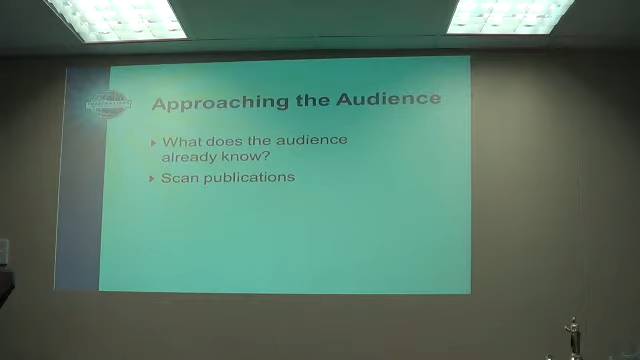 Approaching the Audience
What does the audience
already know?
Scan publications